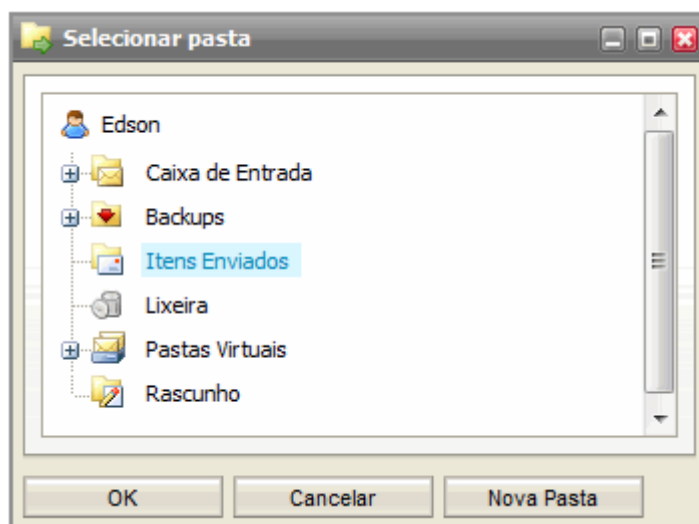 Selecionar pasta
Edson
Caixa de Entrada
Backups
Itens Enviados
Lixeira
Pastas Virtuais
Rascunho
OK Cancelar Nova Pasta